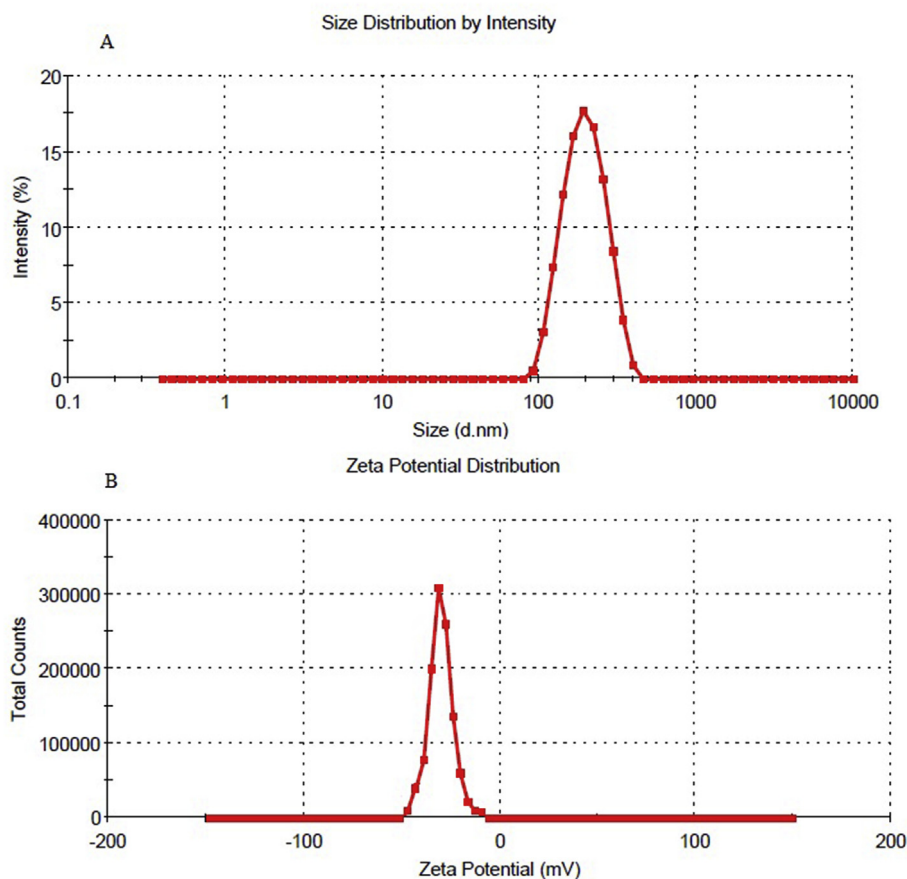 Size Distribution by Intensity
A
20
15
10
5
0
Intensity (%)
0.1 1 10 100 1000 10000
Size (d.nm)
Zeta Potential Distribution
B
400000
300000
200000
100000
0
Total Counts
-200 -100 0 100 200
Zeta Potential (mV)